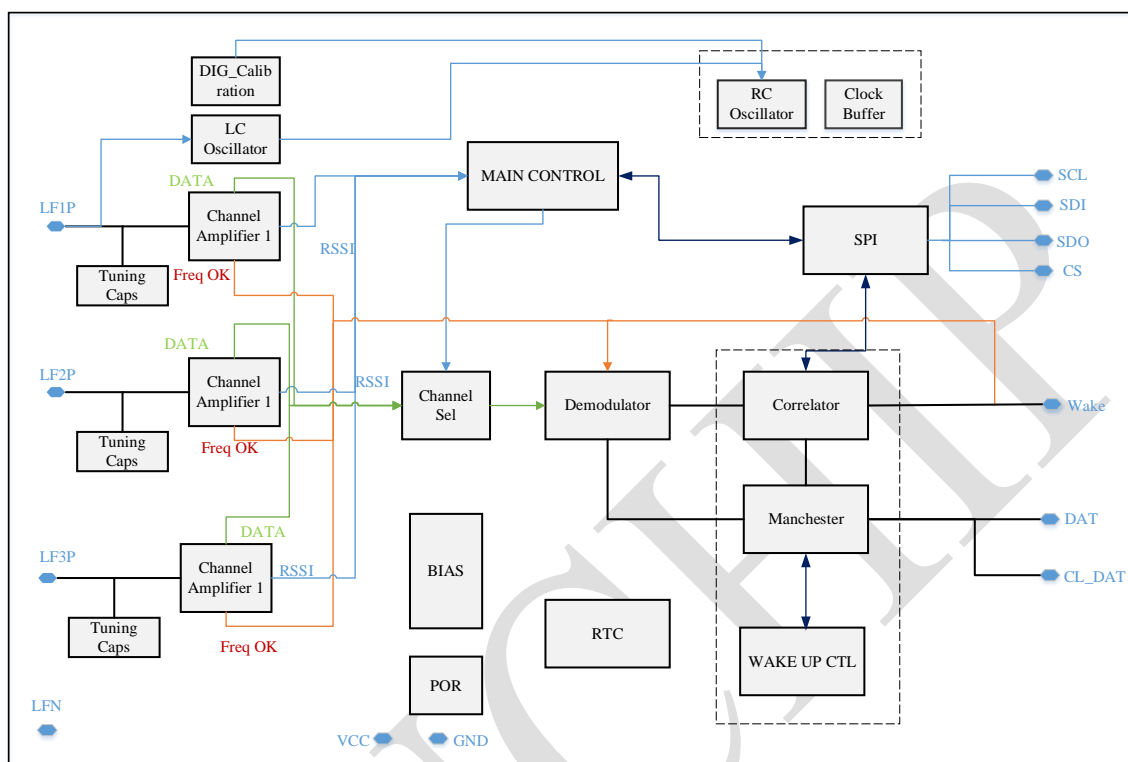 DIG_Calib
ration
RC
Oscillator
Clock
Buffer
LC
Oscillator
MAIN CONTROL
DATA
SCL
LF1P
Channel
Amplifier 1
SDI
RSSI
SPI
SDO
Tuning
Caps
Freq OK
CS
DATA
LF2P
Channel
Amplifier 1
RSSI
Channel
Sel
Demodulator
Correlator
Wake
Tuning
Caps
Freq OK
DATA
Manchester
DAT
LF3P
Channel
Amplifier 1
RSSI
BIAS
CL_DAT
Tuning
Caps
Freq OK
RTC
WAKE UP CTL
POR
LFN
VCC
GND
CHIP